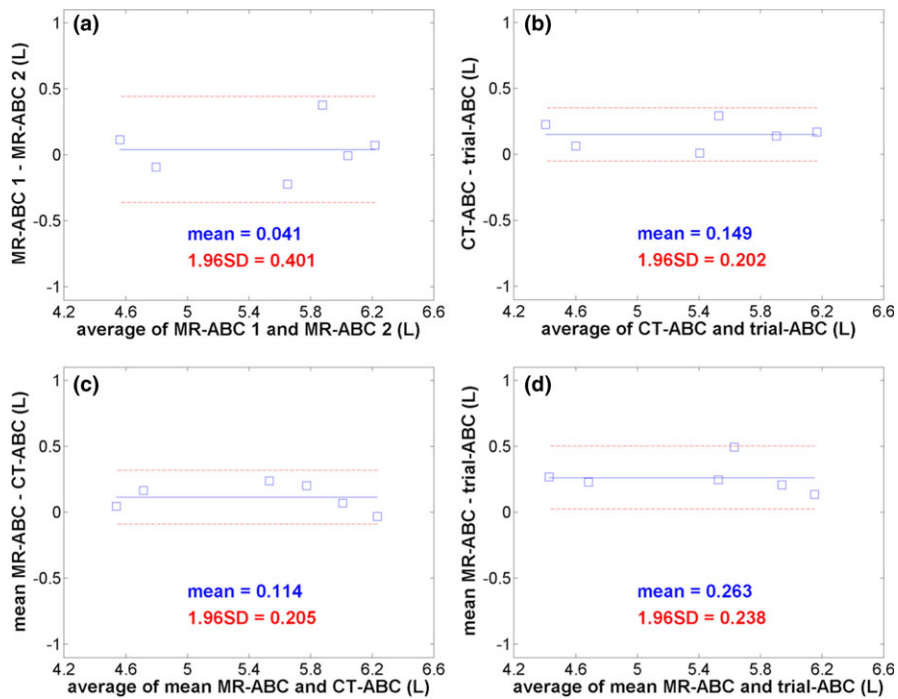 (a)
MR-ABC 1 - MR-ABC 2 (L)
1
0.5
0
-0.5
-1
mean = 0.041
1.96SD = 0.401
4.2 4.6 5 5.4 5.8 6.2 6.6
average of MR-ABC 1 and MR-ABC 2 (L)
(b)
CT-ABC - trial-ABC (L)
1
0.5
0
-0.5
-1
mean = 0.149
1.96SD = 0.202
4.2 4.6 5 5.4 5.8 6.2 6.6
average of CT-ABC and trial-ABC (L)
(c)
mean MR-ABC - CT-ABC (L)
1
0.5
0
-0.5
-1
mean = 0.114
1.96SD = 0.205
4.2 4.6 5 5.4 5.8 6.2 6.6
average of mean MR-ABC and CT-ABC (L)
(d)
mean MR-ABC - trial-ABC (L)
1
0.5
0
-0.5
-1
mean = 0.263
1.96SD = 0.238
4.2 4.6 5 5.4 5.8 6.2 6.6
average of mean MR-ABC and trial-ABC (L)